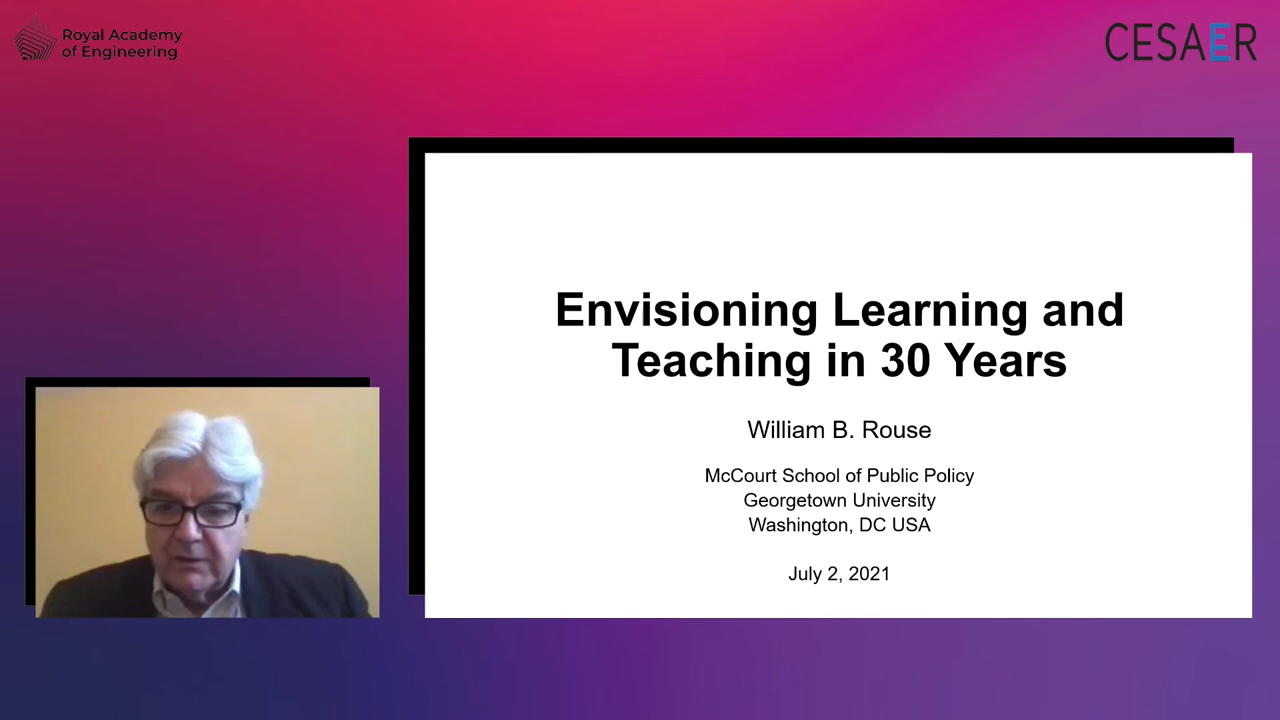 Royal Academy
of Engineering
CESAER
Envisioning Learning and
Teaching in 30 Years
William B. Rouse
McCourt School of Public Policy
Georgetown University
Washington, DC USA
July 2, 2021